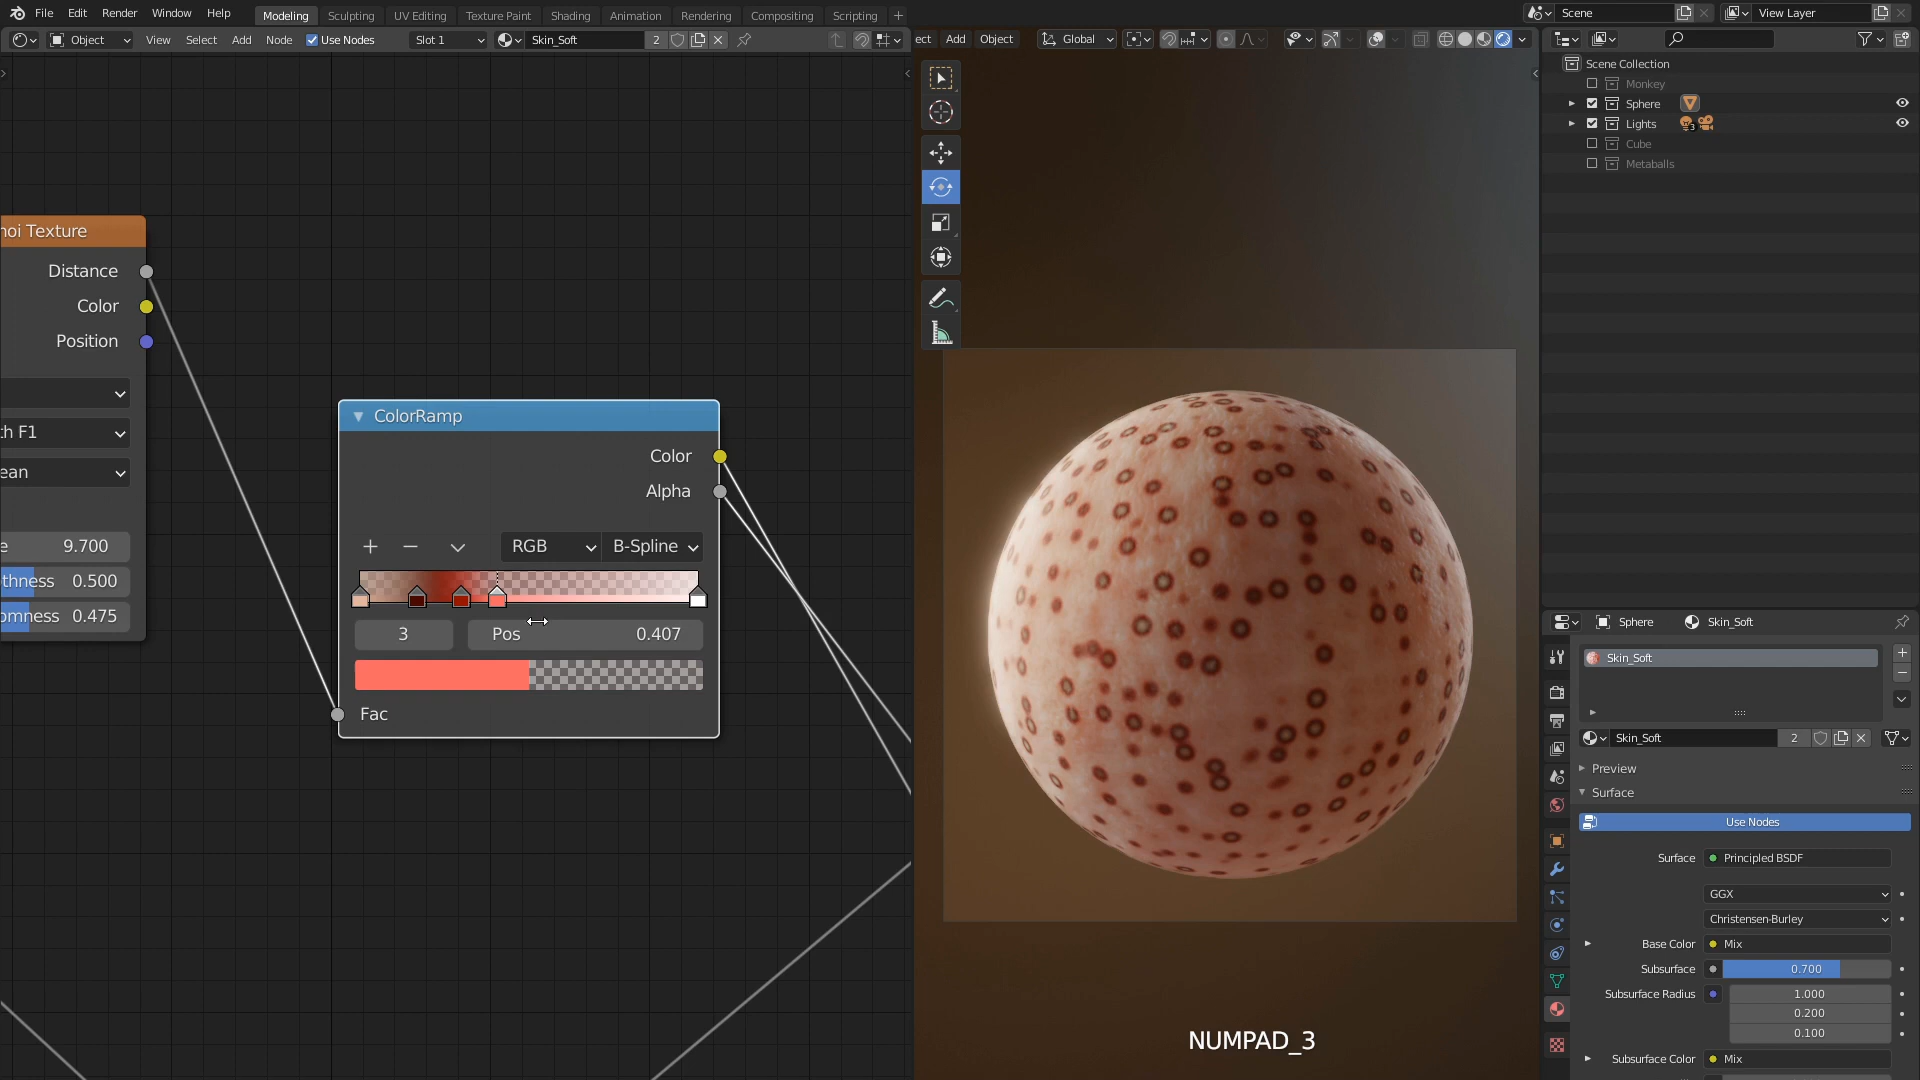 File Edit Render Window Help Modeling Sculpting UV Editing Texture Paint Shading Animation Rendering Compositing Scripting Scene View Layer
Object View Select Add Node Use Nodes Slot 1 Skin_Soft 2 ect Add Object Global
Scene Collection
Monkey
Sphere
Lights
3
Cube
Metaballs
noi Texture
Distance
Color
Position
th F1
ean
e 9.700
thness 0.500
omness 0.475
ColorRamp
Color
Alpha
RGB B-Spline
3 Pos 0.407
Fac
NUMPAD_3
Sphere Skin_Soft
Skin_Soft
Skin_Soft 2
Preview
Surface
Use Nodes
Surface Principled BSDF
GGX
Christensen-Burley
Base Color Mix
Subsurface 0.700
Subsurface Radius 1.000
0.200
0.100
Subsurface Color Mix